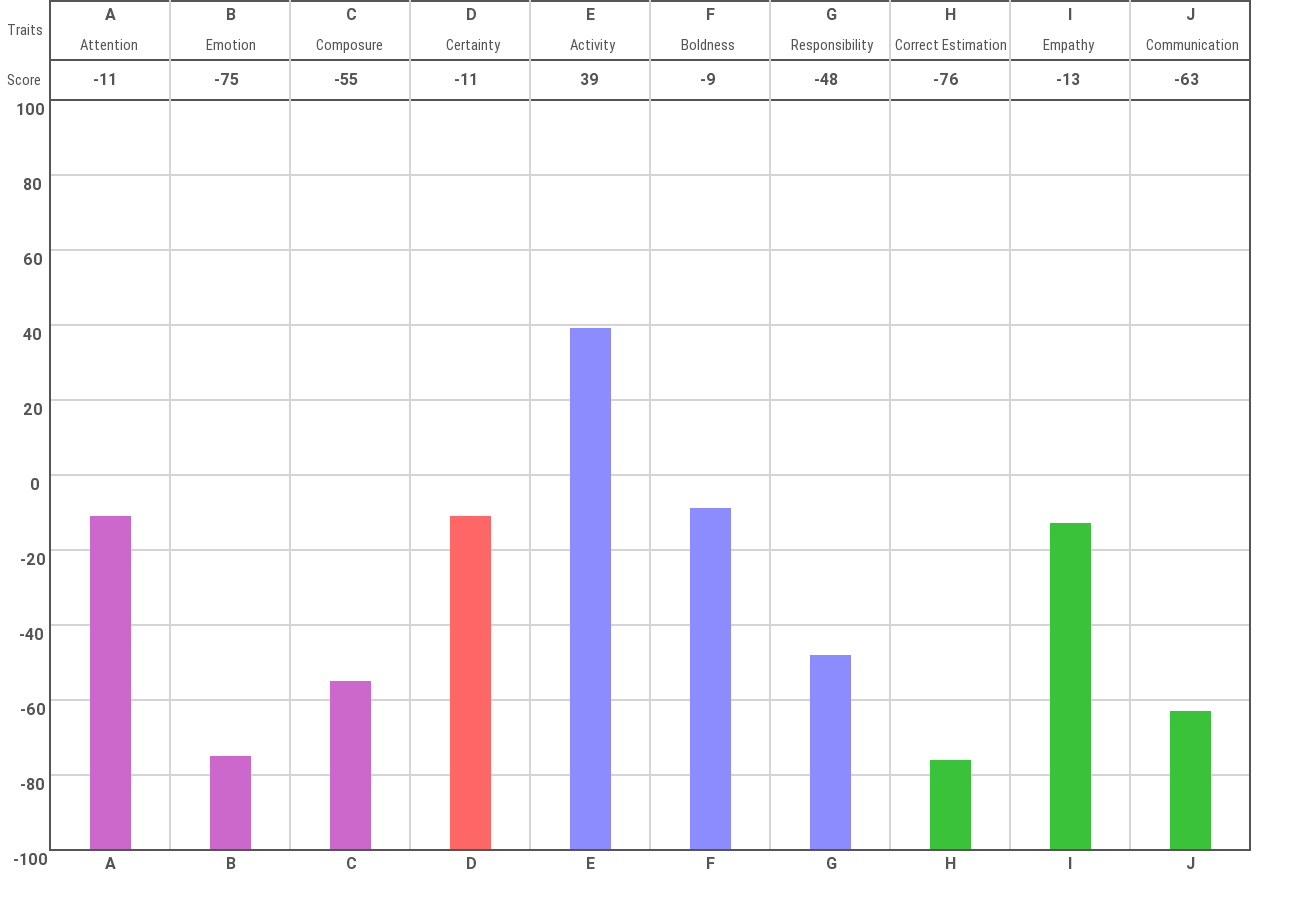 A B C D E F G H I J
Traits
Attention Emotion Composure Certainty Activity Boldness Responsibility Correct Estimation Empathy Communication
Score -11 -75 -55 -11 39 -9 -48 -76 -13 -63
100
80
60
40
20
0
-20
-40
-60
-80
-100
A B C D E F G H I J